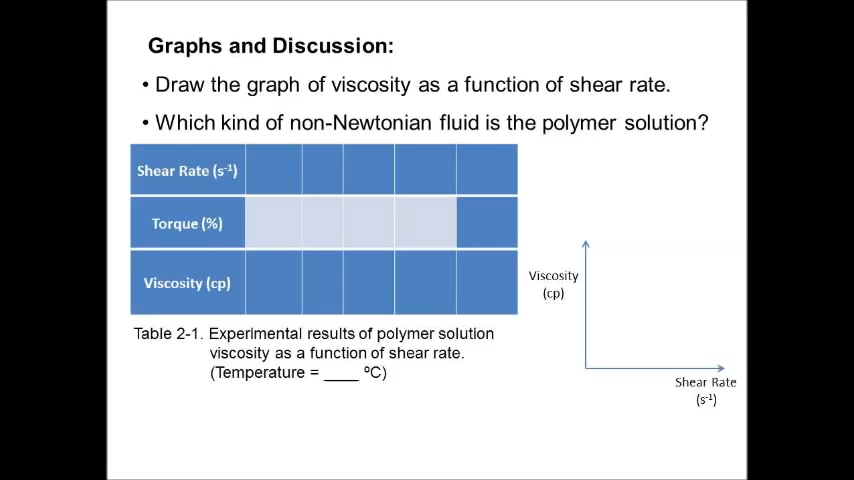 Graphs and Discussion:
• Draw the graph of viscosity as a function of shear rate.
• Which kind of non-Newtonian fluid is the polymer solution?
Shear Rate (s⁻¹)
Torque (%)
Viscosity (cp)
Table 2-1. Experimental results of polymer solution
viscosity as a function of shear rate.
(Temperature = ____ ºC)
Viscosity
(cp)
Shear Rate
(s⁻¹)